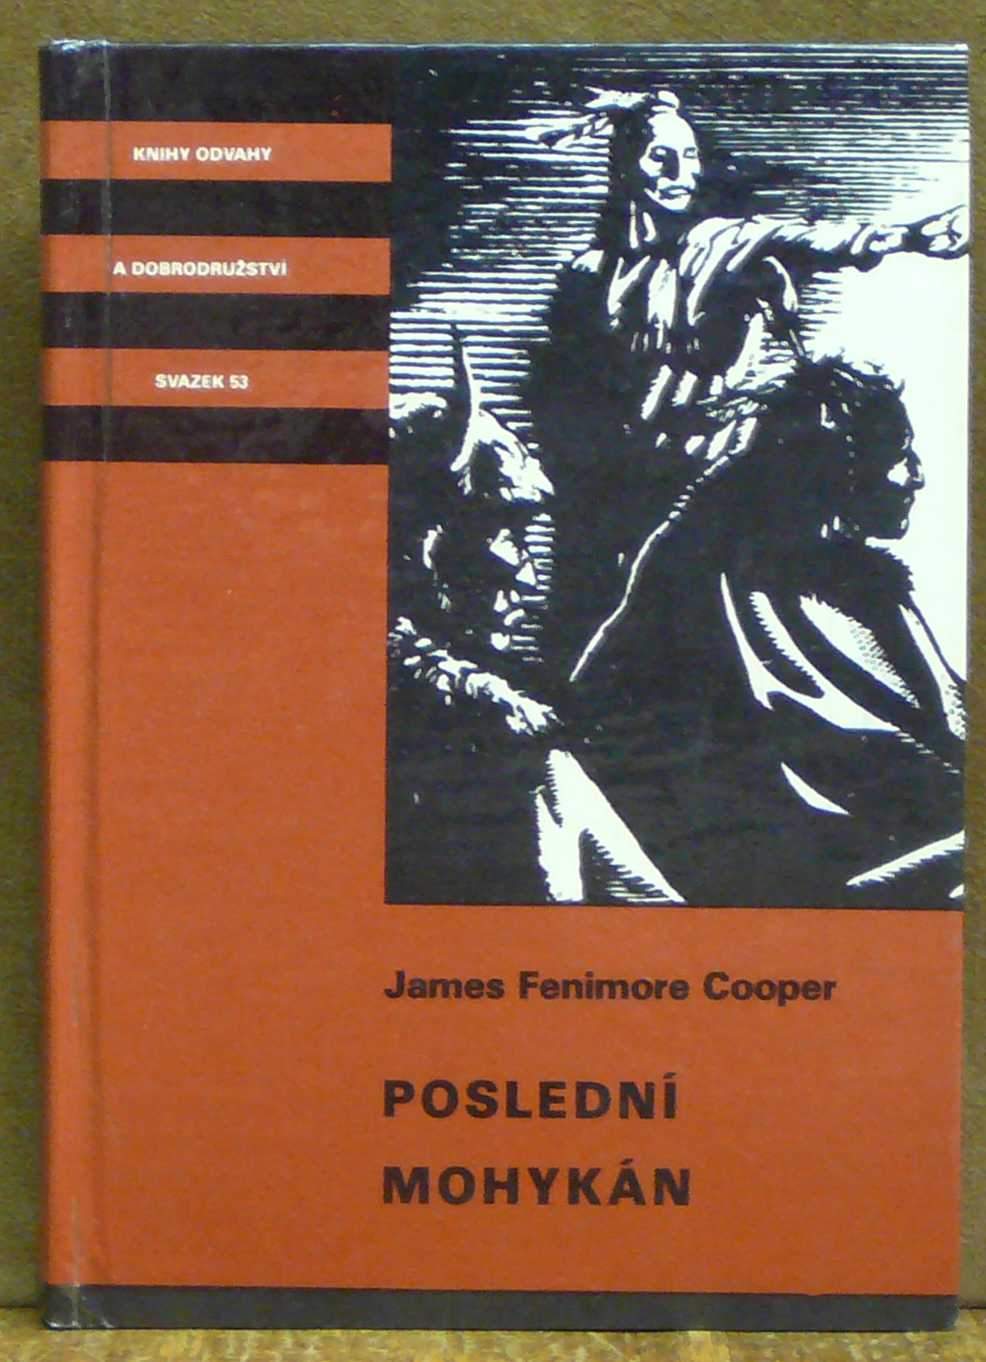 KNIHY ODVAHY
A DOBRODRUŽSTVÍ
SVAZEK 53
James Fenimore Cooper
POSLEDNÍ
MOHYKÁN